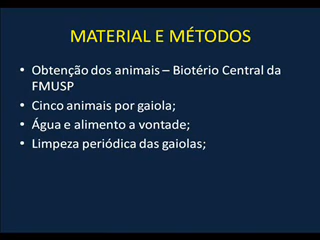 MATERIAL E MÉTODOS
• Obtenção dos animais – Biotério Central da
FMUSP
• Cinco animais por gaiola;
• Água e alimento a vontade;
• Limpeza periódica das gaiolas;